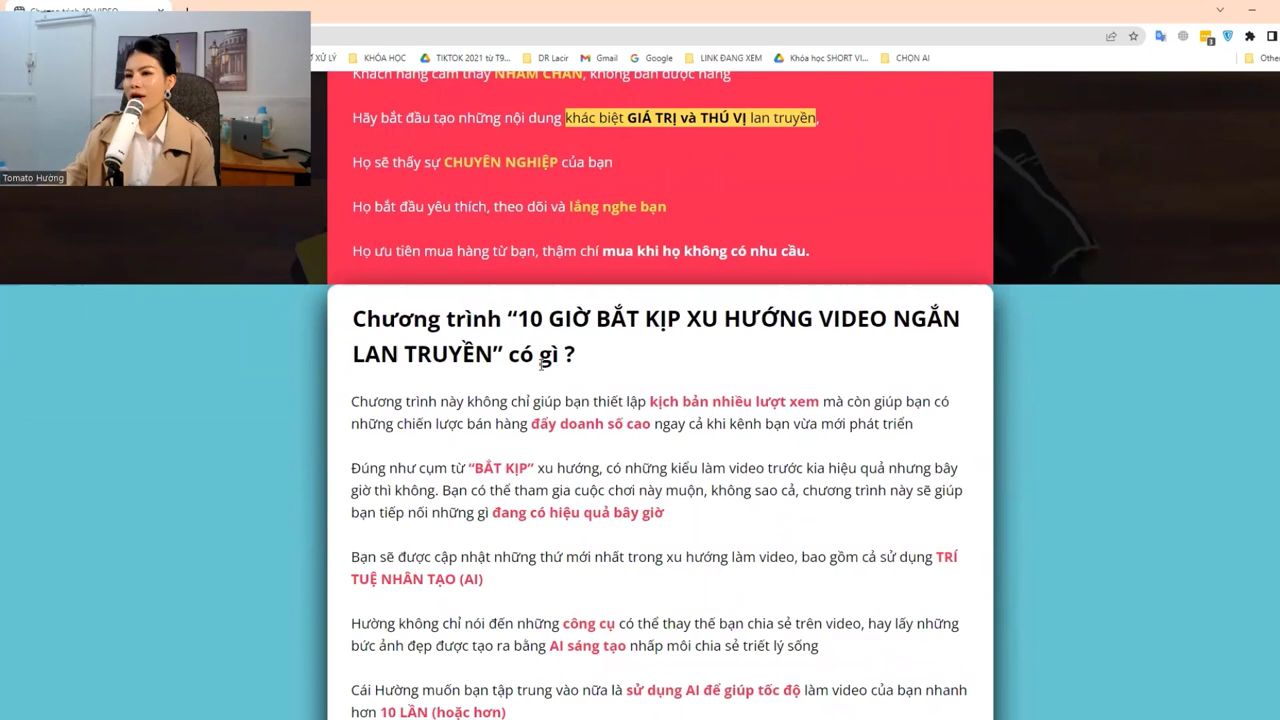 Chương trình 10 VIDEO
XỬ LÝ
KHÓA HỌC
TIKTOK 2021 từ T9...
DR Lacir
Gmail
Google
LINK ĐANG XEM
Khóa học SHORT VI...
CHỌN AI
Other
Tomato Hường
Khách hàng cảm thấy NHÀM CHÁN, không bán được hàng
Hãy bắt đầu tạo những nội dung khác biệt GIÁ TRỊ và THÚ VỊ lan truyền,
Họ sẽ thấy sự CHUYÊN NGHIỆP của bạn
Họ bắt đầu yêu thích, theo dõi và lắng nghe bạn
Họ ưu tiên mua hàng từ bạn, thậm chí mua khi họ không có nhu cầu.
Chương trình “10 GIỜ BẮT KỊP XU HƯỚNG VIDEO NGẮN
LAN TRUYỀN” có gì ?
Chương trình này không chỉ giúp bạn thiết lập kịch bản nhiều lượt xem mà còn giúp bạn có
những chiến lược bán hàng đẩy doanh số cao ngay cả khi kênh bạn vừa mới phát triển
Đúng như cụm từ “BẮT KỊP” xu hướng, có những kiểu làm video trước kia hiệu quả nhưng bây
giờ thì không. Bạn có thể tham gia cuộc chơi này muộn, không sao cả, chương trình này sẽ giúp
bạn tiếp nối những gì đang có hiệu quả bây giờ
Bạn sẽ được cập nhật những thứ mới nhất trong xu hướng làm video, bao gồm cả sử dụng TRÍ
TUỆ NHÂN TẠO (AI)
Hường không chỉ nói đến những công cụ có thể thay thế bạn chia sẻ trên video, hay lấy những
bức ảnh đẹp được tạo ra bằng AI sáng tạo nhấp môi chia sẻ triết lý sống
Cái Hường muốn bạn tập trung vào nữa là sử dụng AI để giúp tốc độ làm video của bạn nhanh
hơn 10 LẦN (hoặc hơn)